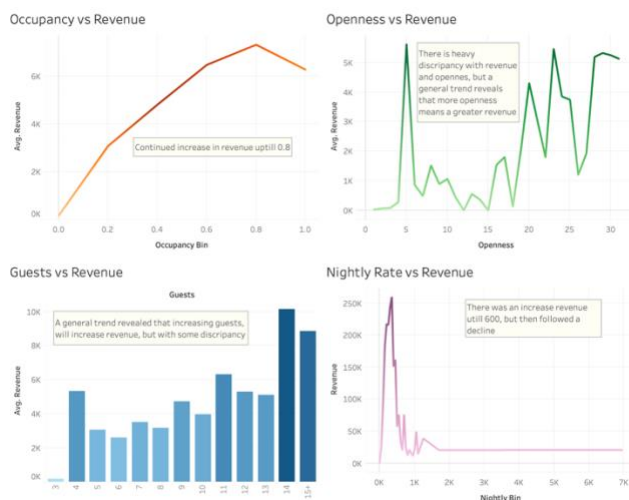 Occupancy vs Revenue
6K
4K
2K
0K
Avg. Revenue
Continued increase in revenue uptill 0.8
0.0 0.2 0.4 0.6 0.8 1.0
Occupancy Bin
Openness vs Revenue
6K
5K
4K
3K
2K
1K
0K
Avg. Revenue
There is heavy
discripancy with revenue
and opennes, but a
general trend reveals
that more openness
means a greater revenue
0 5 10 15 20 25 30
Openness
Guests vs Revenue
Guests
10K
8K
6K
4K
2K
0K
Avg. Revenue
A general trend revealed that increasing guests,
will increase revenue, but with some discripancy
3 4 5 6 7 8 9 10 11 12 13 14 15+
Nightly Rate vs Revenue
250K
200K
150K
100K
50K
0K
Revenue
There was an increase revenue
utill 600, but then followed a
decline
0K 1K 2K 3K 4K 5K 6K 7K
Nightly Bin